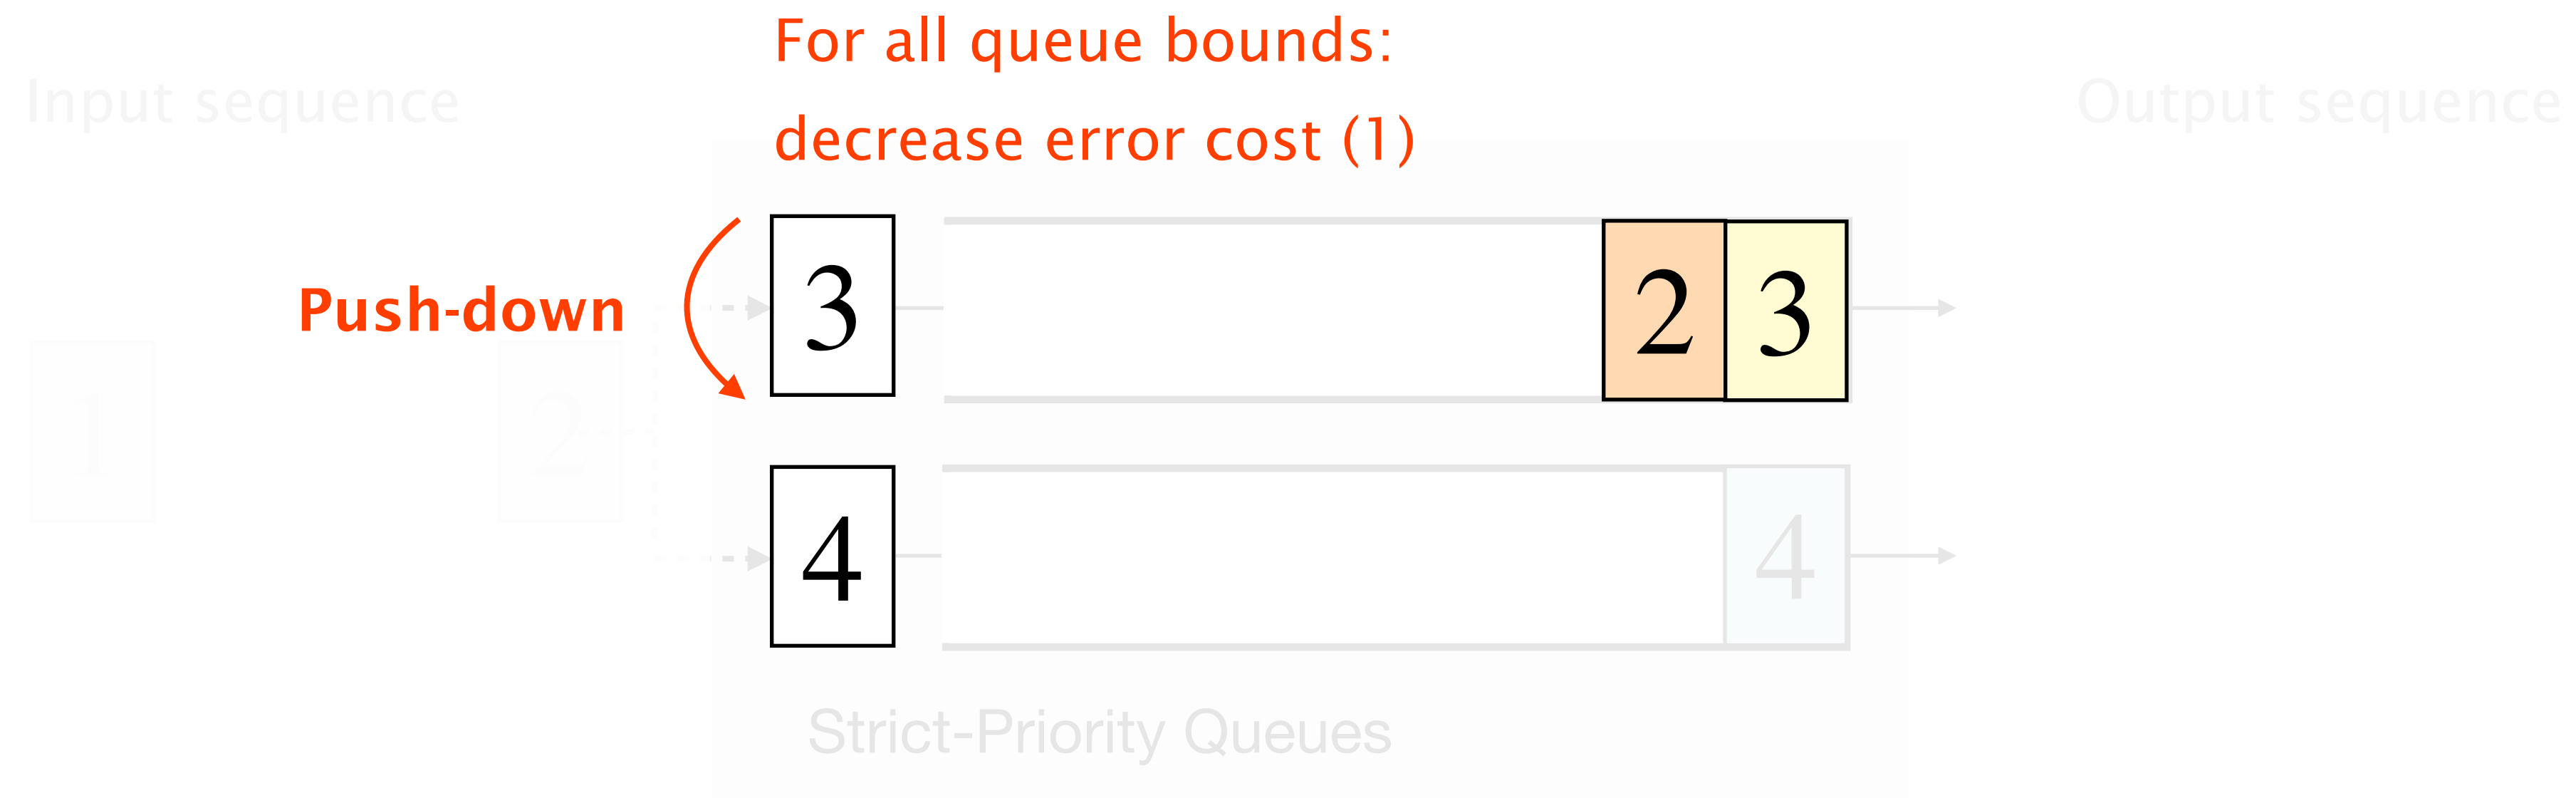 For all queue bounds:
Input sequence
Output sequence
decrease error cost (1)
Push-down
3
2
3
1
2
4
4
Strict-Priority Queues